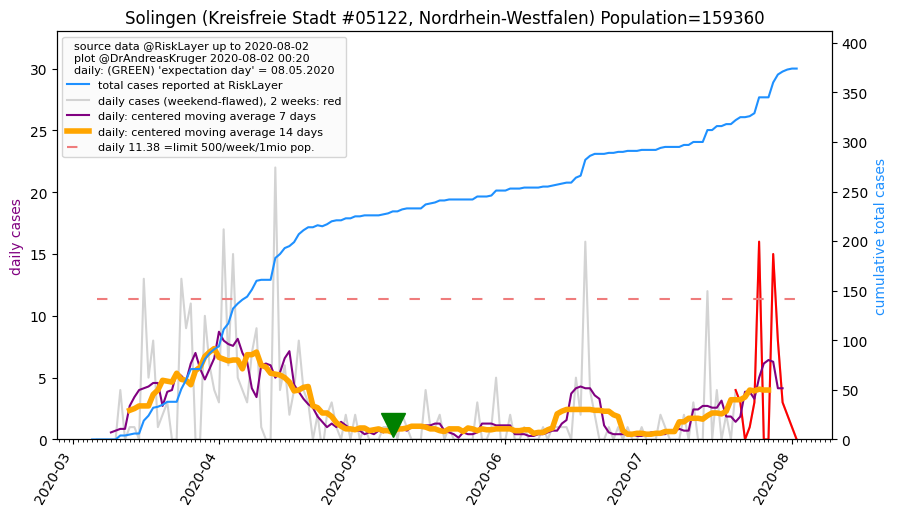 Solingen (Kreisfreie Stadt #05122, Nordrhein-Westfalen) Population=159360
source data @RiskLayer up to 2020-08-02
plot @DrAndreasKruger 2020-08-02 00:20
daily: (GREEN) 'expectation day' = 08.05.2020
total cases reported at RiskLayer
daily cases (weekend-flawed), 2 weeks: red
daily: centered moving average 7 days
daily: centered moving average 14 days
daily 11.38 =limit 500/week/1mio pop.
daily cases
30
25
20
15
10
5
0
400
350
300
250
200
150
100
50
0
cumulative total cases
2020-03
2020-04
2020-05
2020-06
2020-07
2020-08